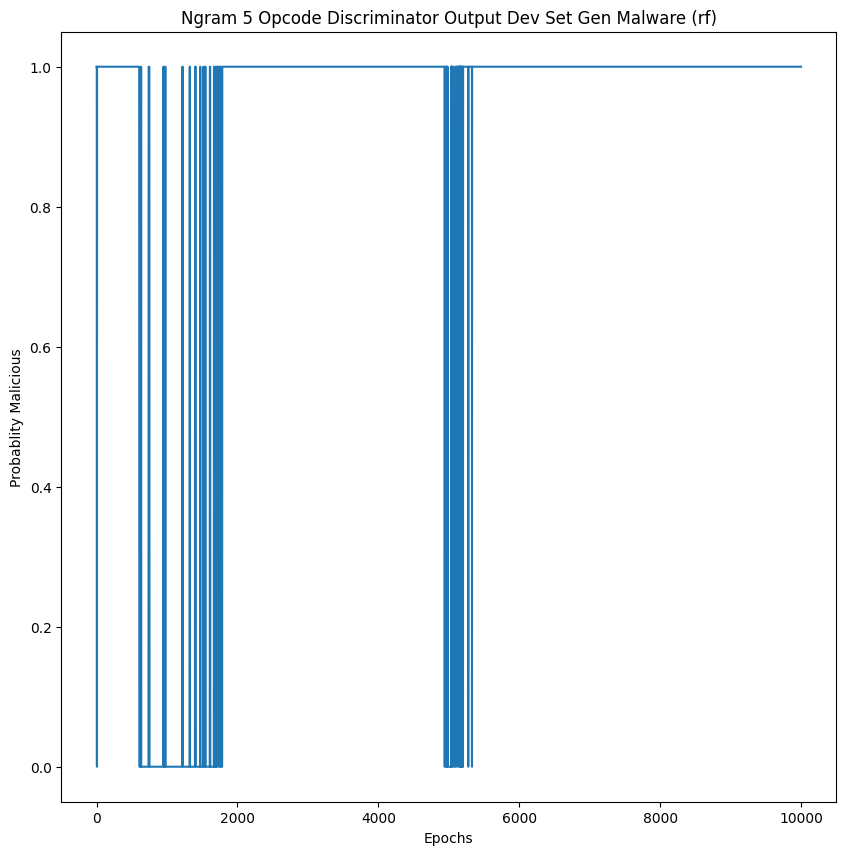 Ngram 5 Opcode Discriminator Output Dev Set Gen Malware (rf)
1.0
0.8
0.6
0.4
0.2
0.0
Probablity Malicious
0 2000 4000 6000 8000 10000
Epochs